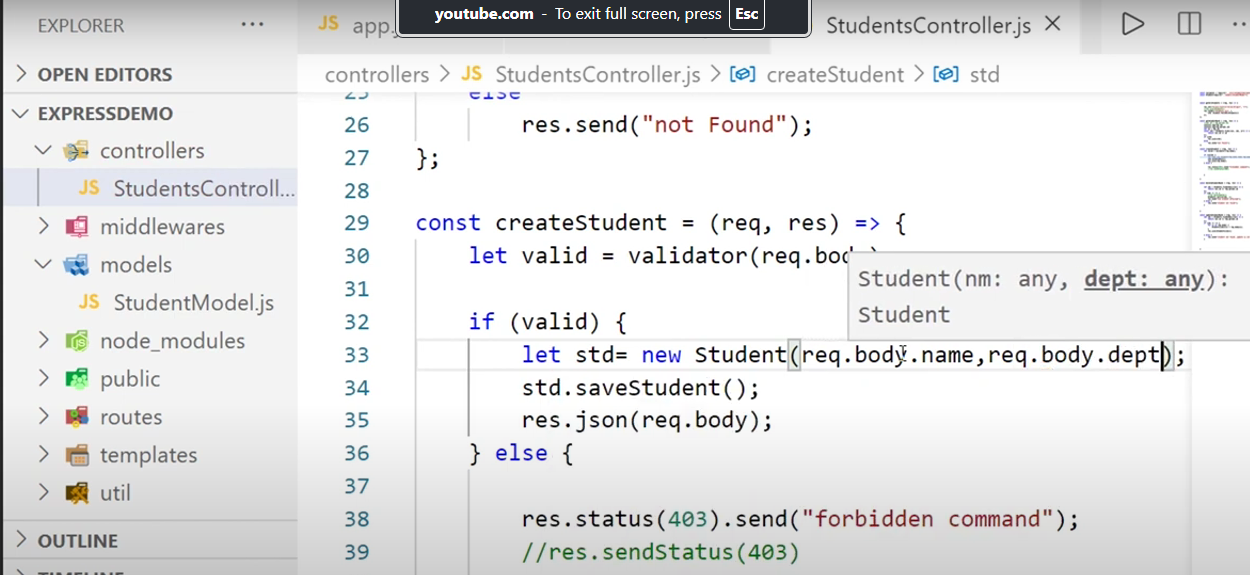 youtube.com - To exit full screen, press Esc
EXPLORER ...
JS app.
StudentsController.js
OPEN EDITORS
controllers > JS StudentsController.js > createStudent > std
EXPRESSDEMO
controllers
JS StudentsControll...
middlewares
models
JS StudentModel.js
node_modules
public
routes
templates
util
OUTLINE
TIMELINE
25 else
26 res.send("not Found");
27 };
28
29 const createStudent = (req, res) => {
30 let valid = validator(req.body)
31
Student(nm: any, dept: any):
Student
32 if (valid) {
33 let std= new Student(req.body.name,req.body.dept);
34 std.saveStudent();
35 res.json(req.body);
36 } else {
37
38 res.status(403).send("forbidden command");
39 //res.sendStatus(403)